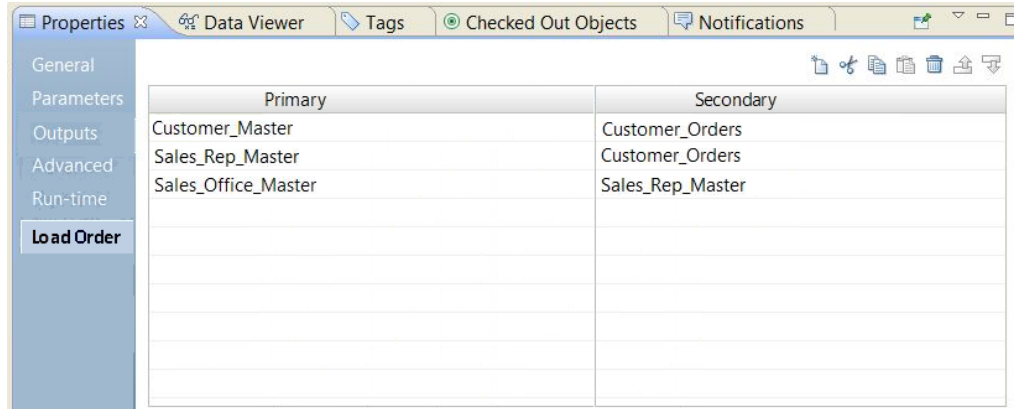 Properties Data Viewer Tags Checked Out Objects Notifications
General
Parameters
Outputs
Advanced
Run-time
Load Order
Primary Secondary
Customer_Master Customer_Orders
Sales_Rep_Master Customer_Orders
Sales_Office_Master Sales_Rep_Master